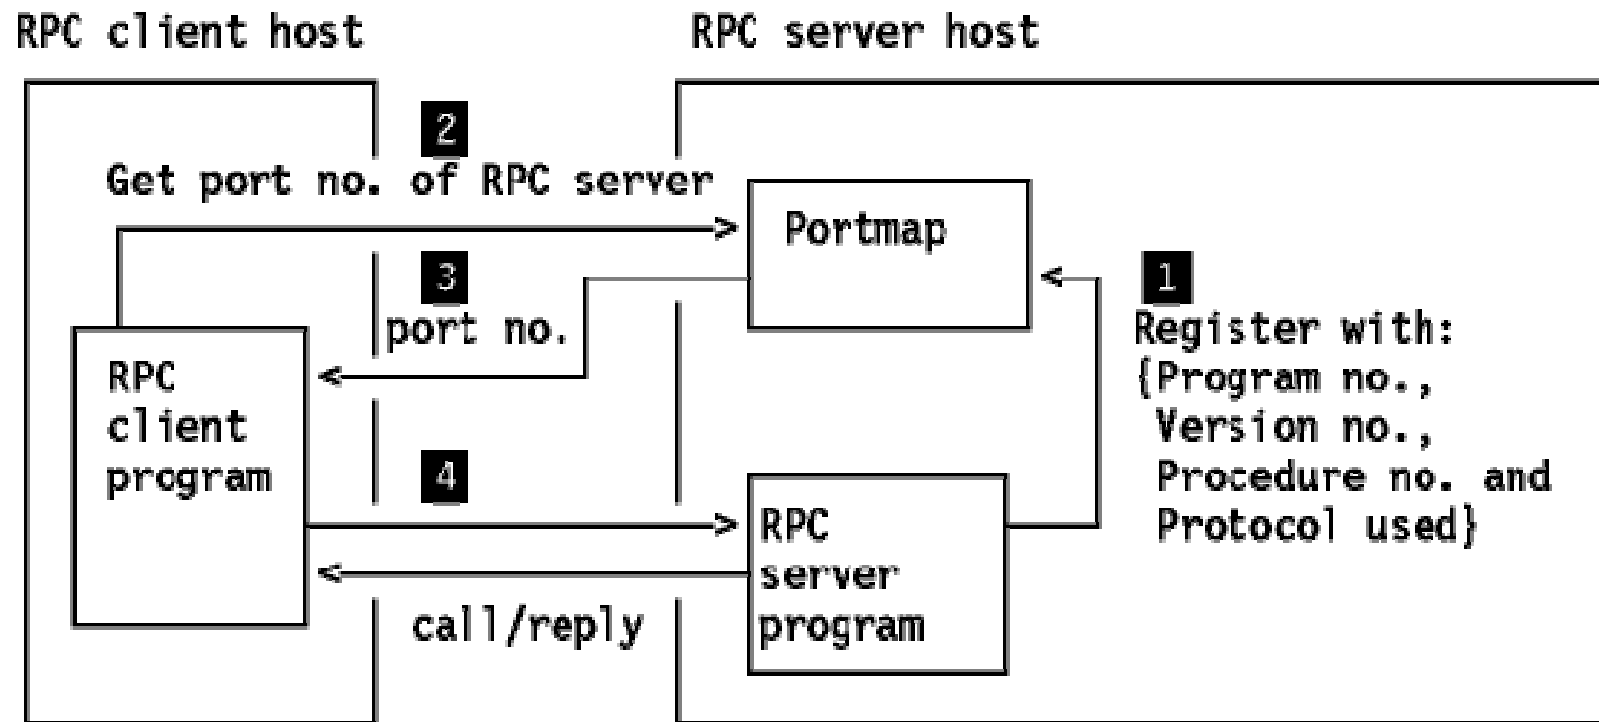 RPC client host
RPC server host
2
Get port no. of RPC server
Portmap
3
port no.
1
Register with:
{Program no.,
Version no.,
Procedure no. and
Protocol used}
RPC
client
program
4
RPC
server
program
call/reply